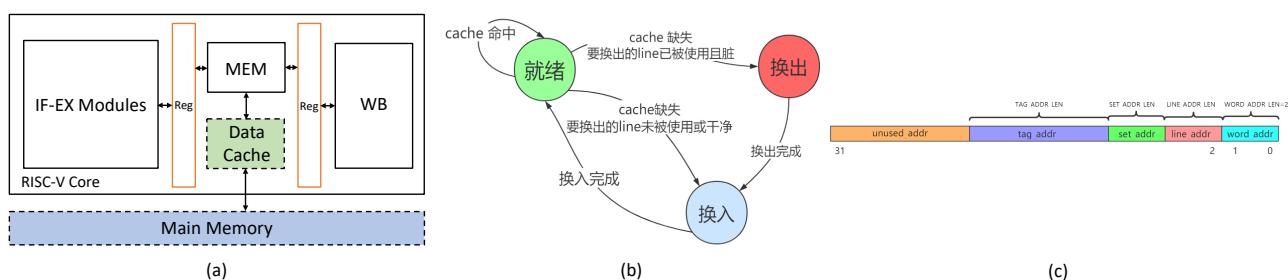 IF-EX Modules
Reg
MEM
Data
Cache
Reg
WB
RISC-V Core
Main Memory
(a)
cache 命中
就绪
cache 缺失
要换出的line已被使用且脏
换出
cache缺失
要换出的line未被使用或干净
换出完成
换入完成
换入
(b)
TAG ADDR LEN
SET ADDR LEN
LINE ADDR LEN
WORD ADDR LEN=2
unused addr
tag addr
set addr
line addr
word addr
31
2
1
0
(c)